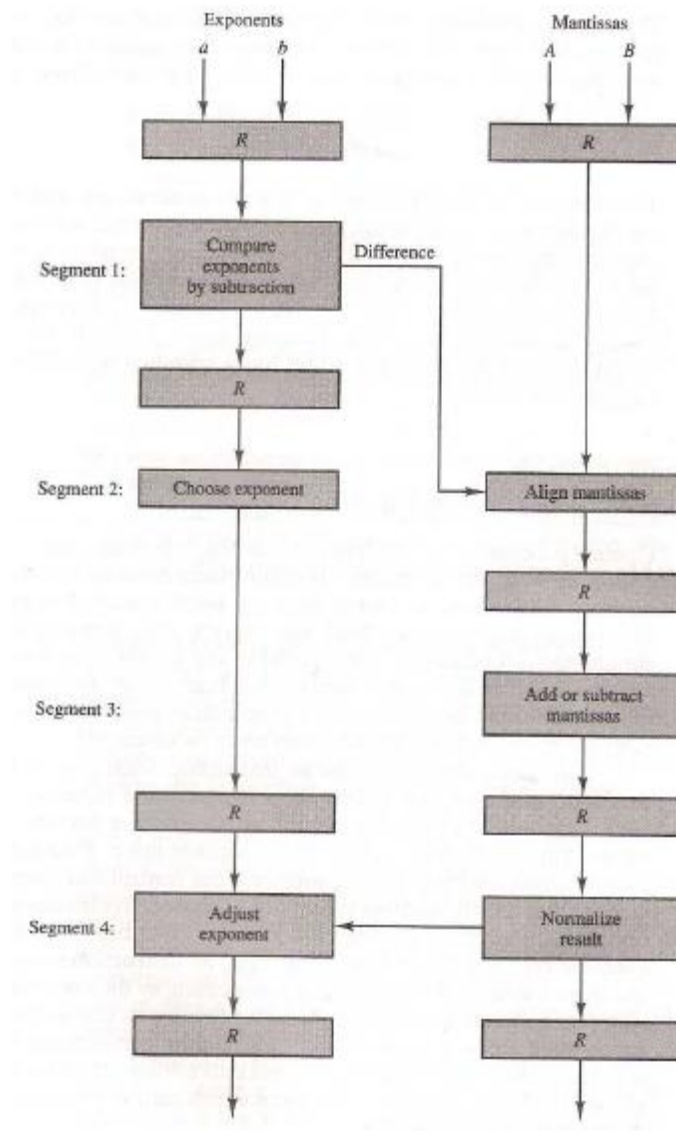 Exponents
Mantissas
a b
A B
R
R
Compare
exponents
by subtraction
Segment 1:
Difference
R
Segment 2:
Choose exponent
Align mantissas
R
Segment 3:
Add or subtract
mantissas
R
R
Segment 4:
Adjust
exponent
Normalize
result
R
R